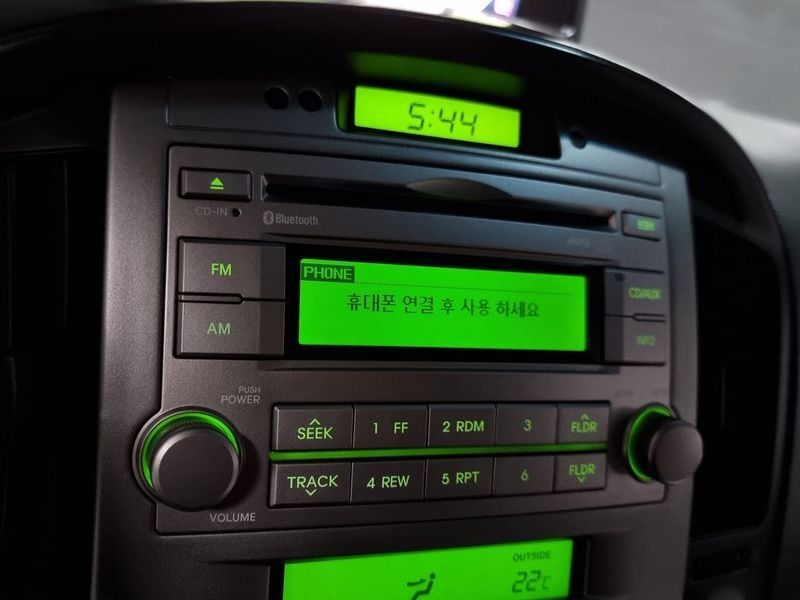 5:44
CD-IN
Bluetooth
FM
PHONE
휴대폰 연결 후 사용 하세요
CD/AUX
AM
INFO
PUSH
POWER
SEEK
1 FF
2 RDM
3
FLDR
TRACK
4 REW
5 RPT
6
FLDR
VOLUME
OUTSIDE
22°C